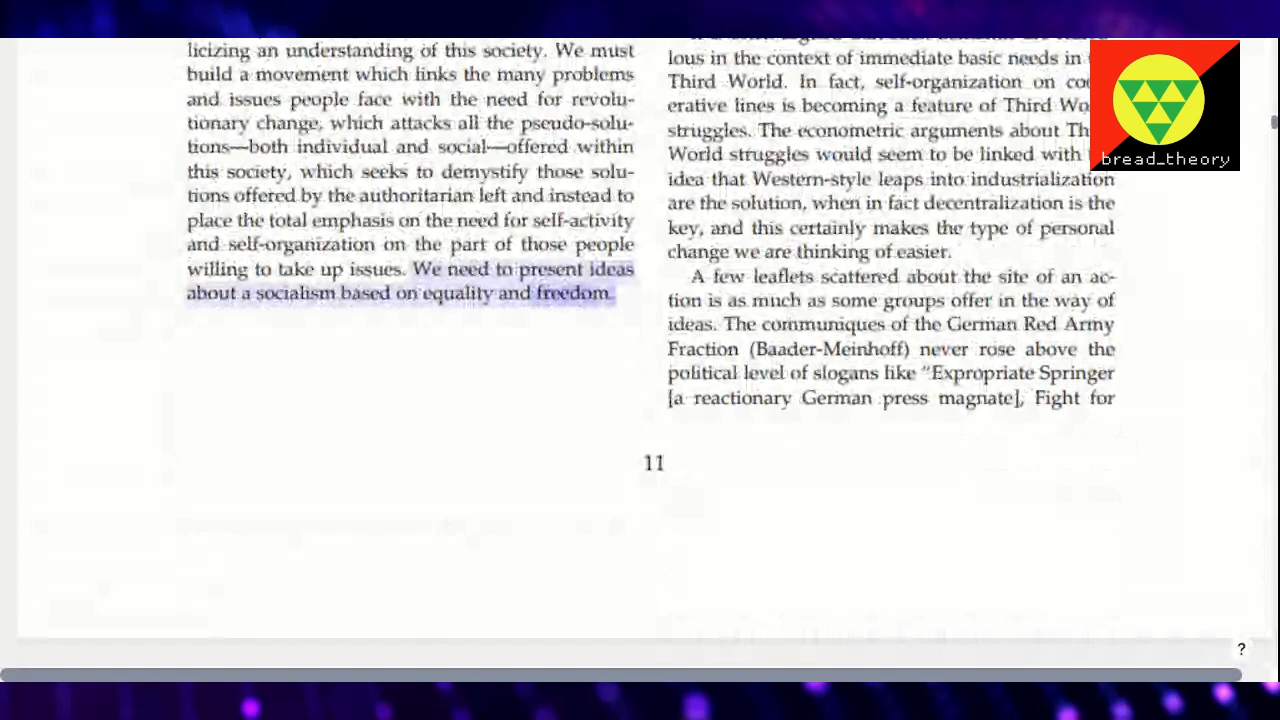 licizing an understanding of this society. We must
build a movement which links the many problems
and issues people face with the need for revolu-
tionary change, which attacks all the pseudo-solu-
tions—both individual and social—offered within
this society, which seeks to demystify those solu-
tions offered by the authoritarian left and instead to
place the total emphasis on the need for self-activity
and self-organization on the part of those people
willing to take up issues. We need to present ideas
about a socialism based on equality and freedom.
lous in the context of immediate basic needs in
Third World. In fact, self-organization on
erative lines is becoming a feature of Third
struggles. The econometric arguments about
World struggles would seem to be linked with
idea that Western-style leaps into industrialization
are the solution, when in fact decentralization is the
key, and this certainly makes the type of personal
change we are thinking of easier.
A few leaflets scattered about the site of an ac-
tion is as much as some groups offer in the way of
ideas. The communiques of the German Red Army
Fraction (Baader-Meinhoff) never rose above the
political level of slogans like "Expropriate Springer
[a reactionary German press magnate], Fight for
11
bread_theory
?